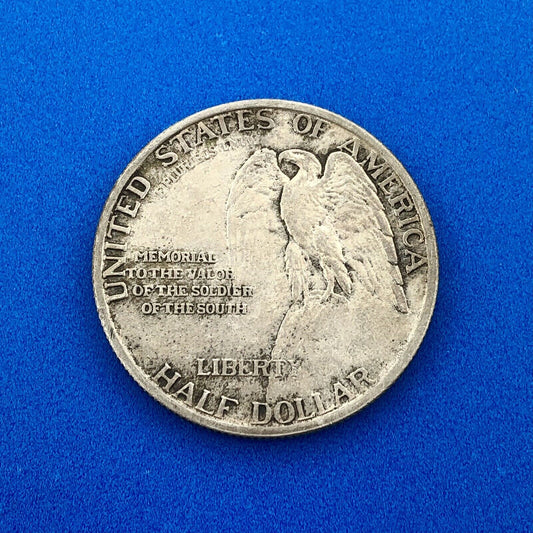 UNITED STATES OF AMERICA
MEMORIAL
TO THE VALOR
OF THE SOLDIER
OF THE SOUTH
LIBERTY
HALF DOLLAR